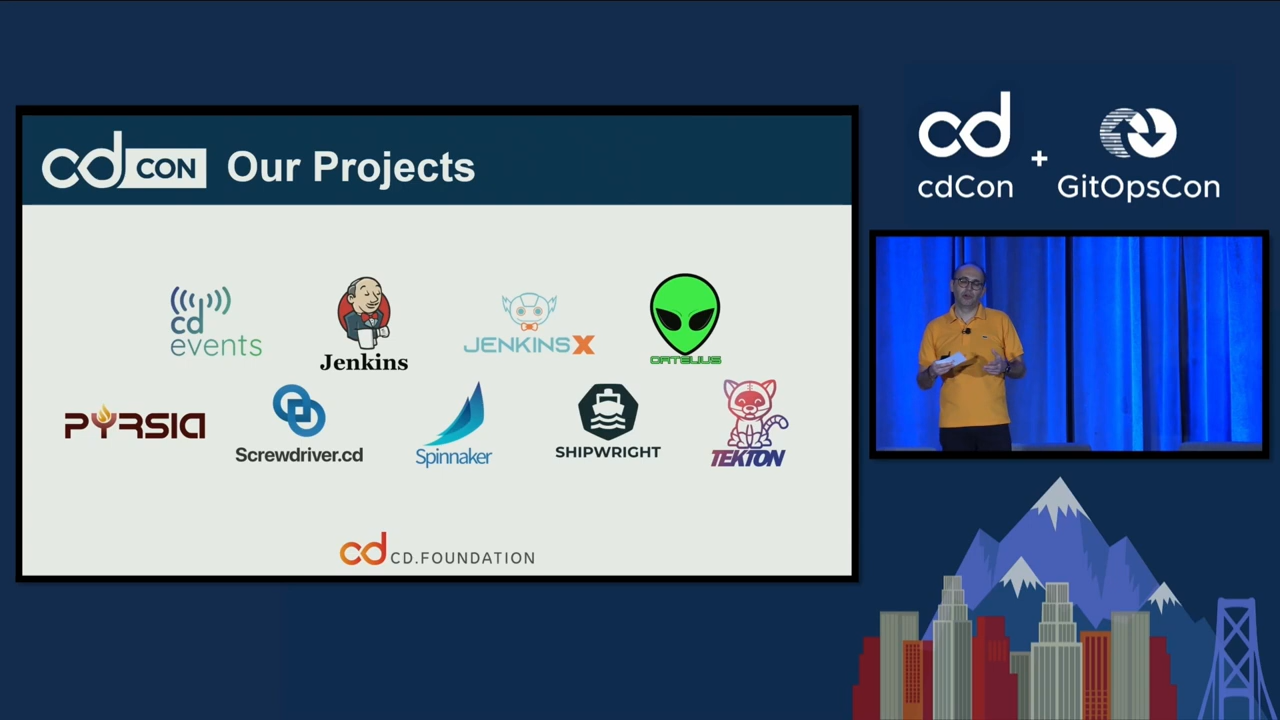 cd CON Our Projects
cd events
Jenkins
JENKINS X
ORTELIUS
PYRSIA
Screwdriver.cd
Spinnaker
SHIPWRIGHT
TEKTON
cd CD.FOUNDATION
cd +
cdCon GitOpsCon